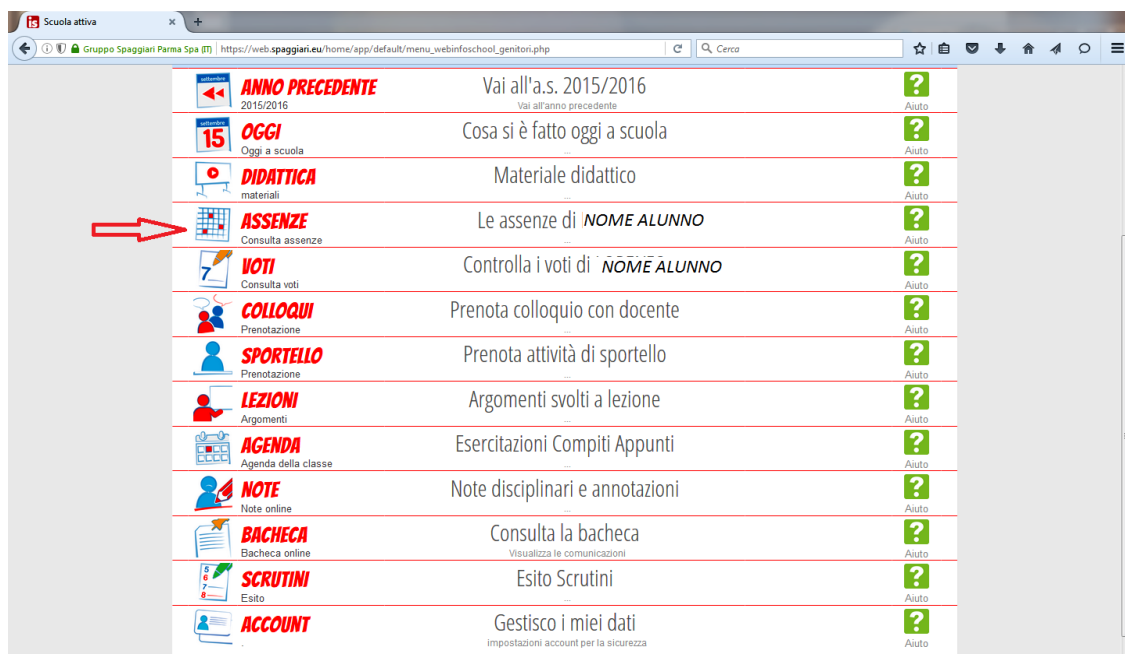 Scuola attiva
Gruppo Spaggiari Parma Spa (IT) https://web.spaggiari.eu/home/app/default/menu_webinfoschool_genitori.php Cerca
settembre ANNO PRECEDENTE Vai all'a.s. 2015/2016 ?
2015/2016 Vai all'anno precedente Aiuto
settembre 15 OGGI Cosa si è fatto oggi a scuola ?
Oggi a scuola ... Aiuto
DIDATTICA Materiale didattico ?
materiali ... Aiuto
ASSENZE Le assenze di NOME ALUNNO ?
Consulta assenze ... Aiuto
7 VOTI Controlla i voti di NOME ALUNNO ?
Consulta voti ... Aiuto
COLLOQUI Prenota colloquio con docente ?
Prenotazione ... Aiuto
SPORTELLO Prenota attività di sportello ?
Prenotazione ... Aiuto
LEZIONI Argomenti svolti a lezione ?
Argomenti ... Aiuto
AGENDA Esercitazioni Compiti Appunti ?
Agenda della classe ... Aiuto
NOTE Note disciplinari e annotazioni ?
Note online ... Aiuto
BACHECA Consulta la bacheca ?
Bacheca online Visualizza le comunicazioni Aiuto
5 6 7 8 SCRUTINI Esito Scrutini ?
Esito ... Aiuto
ACCOUNT Gestisco i miei dati ?
. impostazioni account per la sicurezza Aiuto